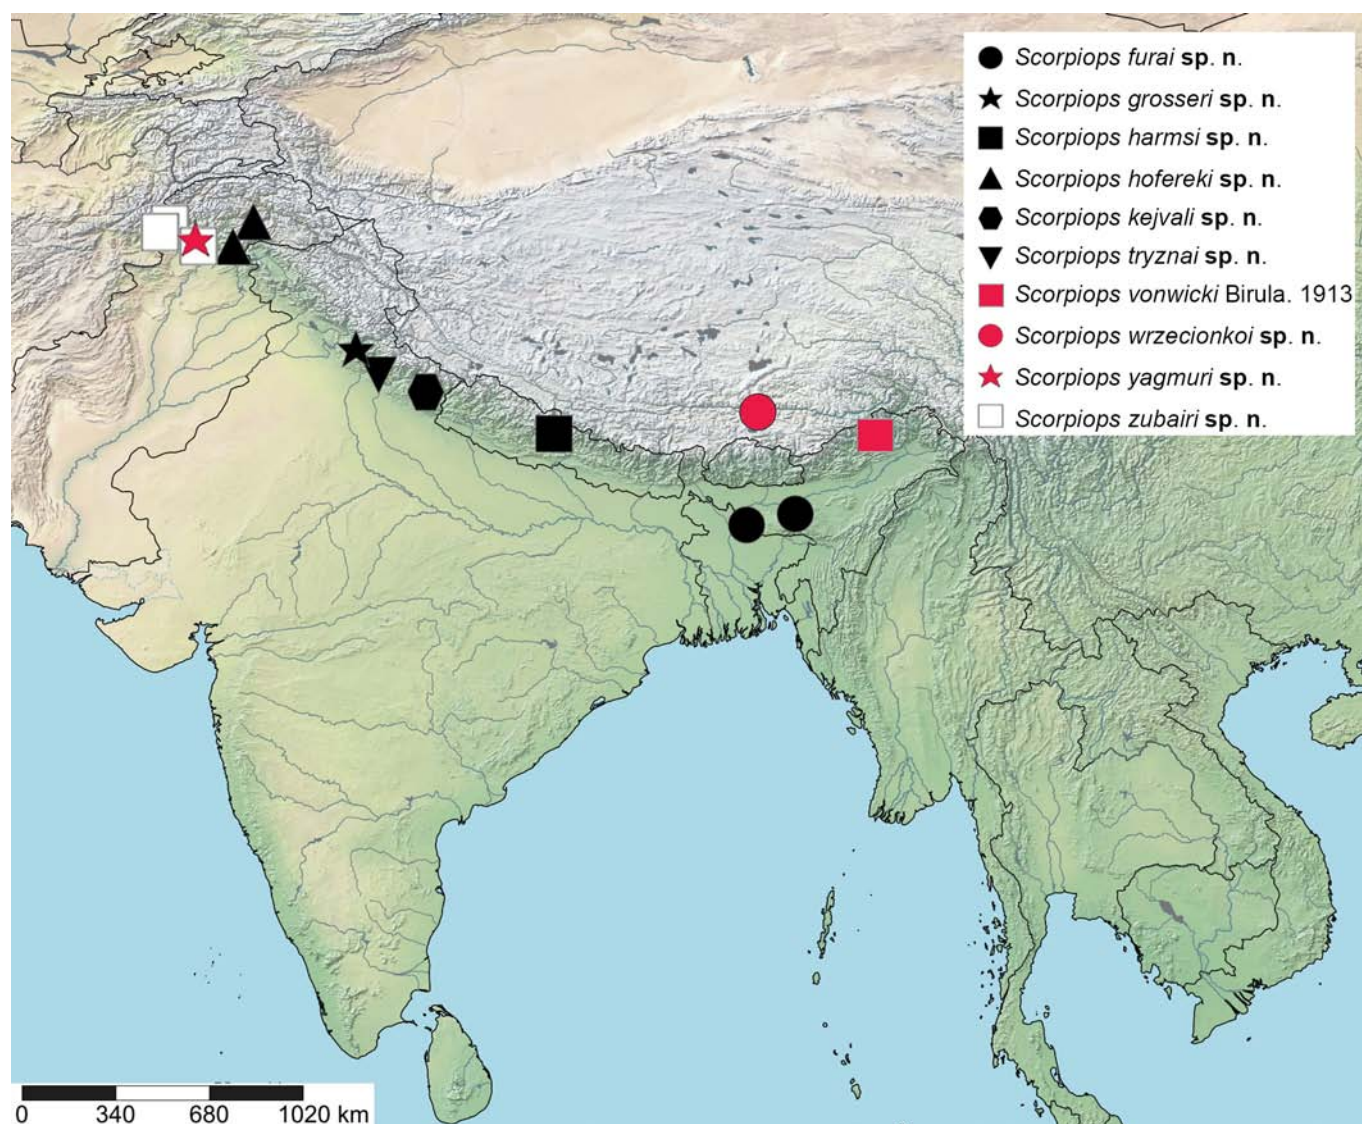 Scorpiops furai sp. n.
Scorpiops grosseri sp. n.
Scorpiops harmsi sp. n.
Scorpiops hofereki sp. n.
Scorpiops kejvali sp. n.
Scorpiops tryznai sp. n.
Scorpiops vonwicki Birula. 1913
Scorpiops wrzecionkoi sp. n.
Scorpiops yagmuri sp. n.
Scorpiops zubairi sp. n.
0 340 680 1020 km